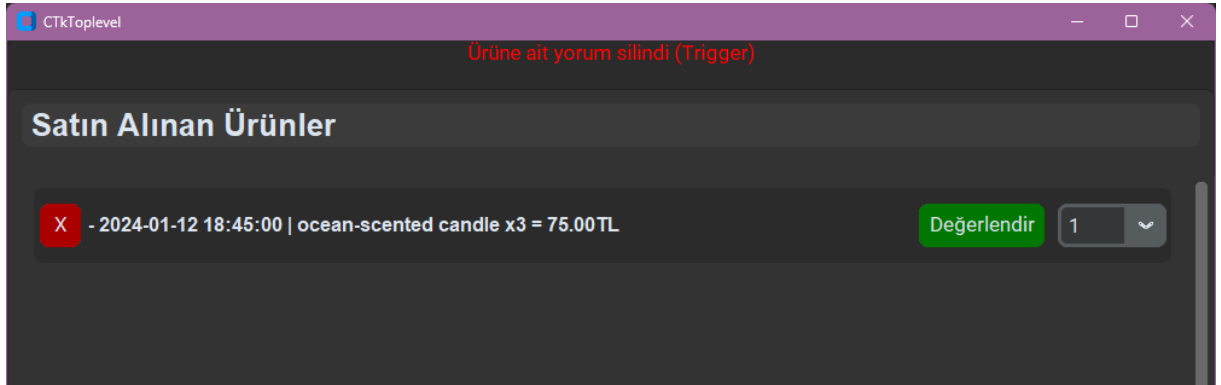 CTkToplevel
Ürüne ait yorum silindi (Trigger)
Satın Alınan Ürünler
X - 2024-01-12 18:45:00 | ocean-scented candle x3 = 75.00TL Değerlendir 1